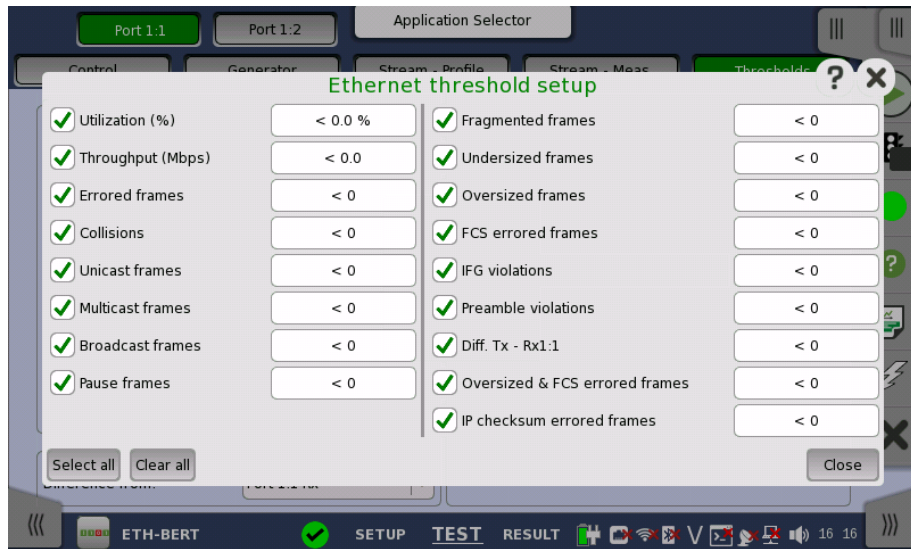 Port 1:1 Port 1:2 Application Selector
Control Generator Stream - Profile Stream - Meas. Thresholds
Ethernet threshold setup ?
Utilization (%) < 0.0 % Fragmented frames < 0
Throughput (Mbps) < 0.0 Undersized frames < 0
Errored frames < 0 Oversized frames < 0
Collisions < 0 FCS errored frames < 0
Unicast frames < 0 IFG violations < 0
Multicast frames < 0 Preamble violations < 0
Broadcast frames < 0 Diff. Tx - Rx1:1 < 0
Pause frames < 0 Oversized & FCS errored frames < 0
IP checksum errored frames < 0
Select all Clear all Close
Difference from: Port 1:1 Rx
ETH-BERT SETUP TEST RESULT V 16 16